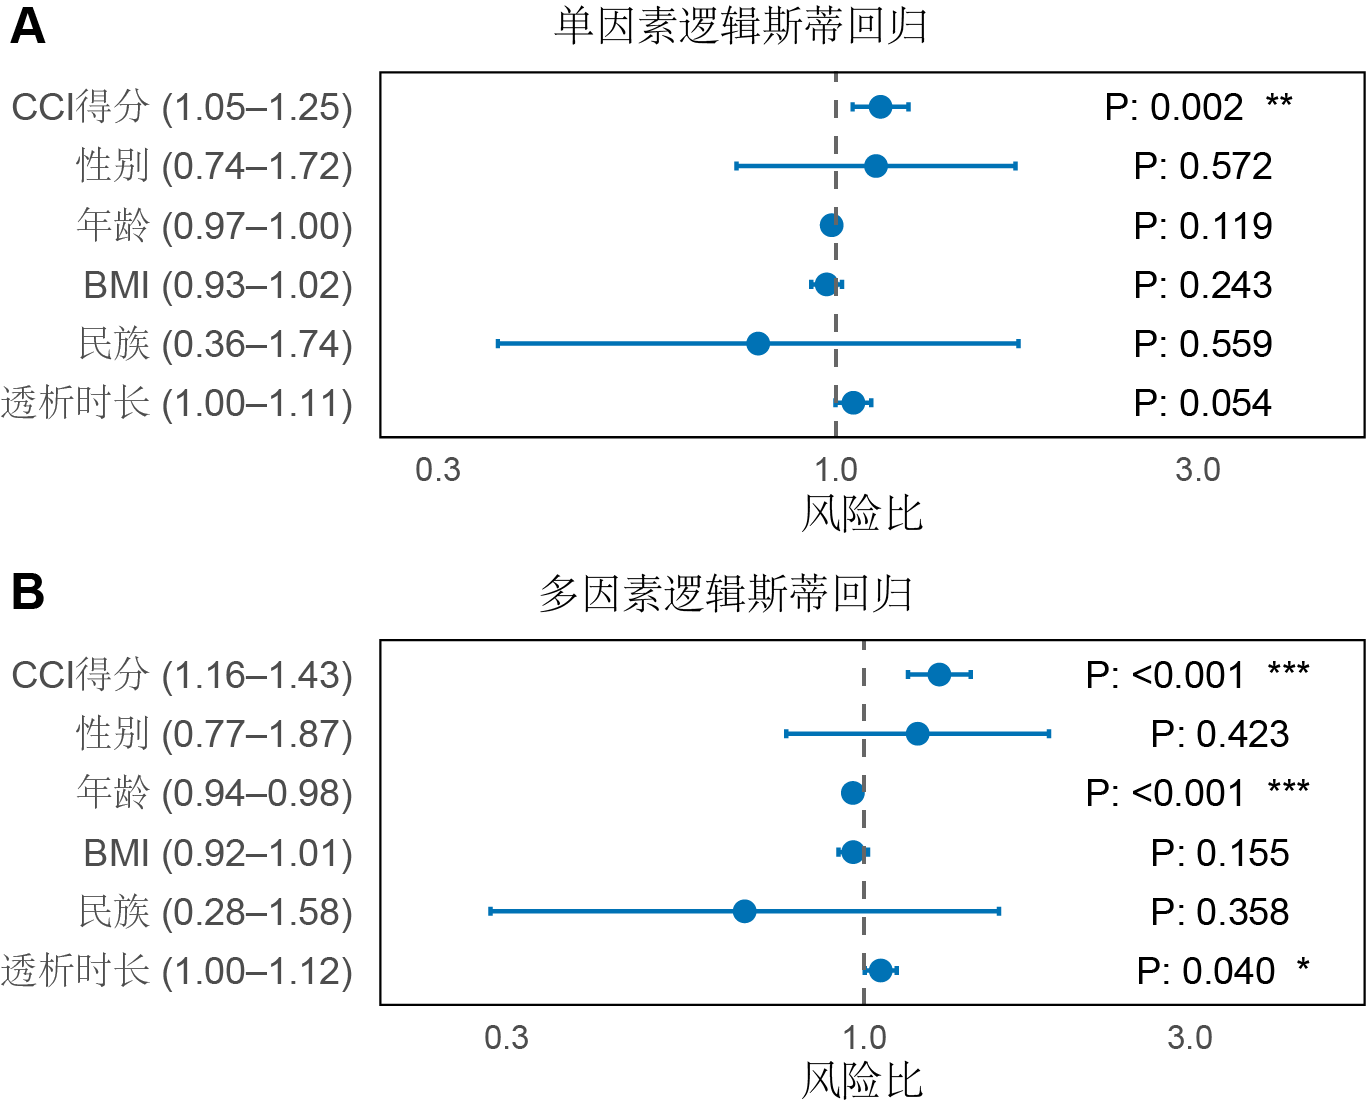 A
单因素逻辑斯蒂回归
CCI得分 (1.05–1.25) P: 0.002 **
性别 (0.74–1.72) P: 0.572
年龄 (0.97–1.00) P: 0.119
BMI (0.93–1.02) P: 0.243
民族 (0.36–1.74) P: 0.559
透析时长 (1.00–1.11) P: 0.054
0.3 1.0 3.0
风险比
B
多因素逻辑斯蒂回归
CCI得分 (1.16–1.43) P: <0.001 ***
性别 (0.77–1.87) P: 0.423
年龄 (0.94–0.98) P: <0.001 ***
BMI (0.92–1.01) P: 0.155
民族 (0.28–1.58) P: 0.358
透析时长 (1.00–1.12) P: 0.040 *
0.3 1.0 3.0
风险比